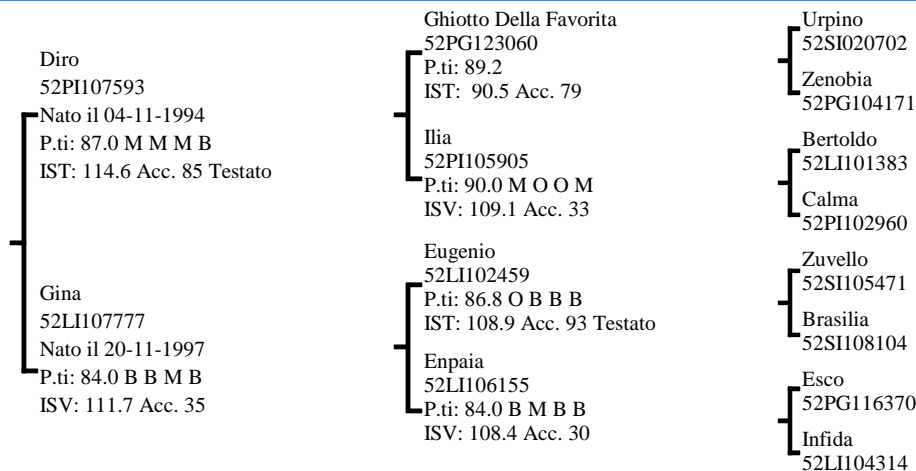 Diro
52PI107593
Nato il 04-11-1994
P.ti: 87.0 M M M B
IST: 114.6 Acc. 85 Testato
Gina
52LI107777
Nato il 20-11-1997
P.ti: 84.0 B B M B
ISV: 111.7 Acc. 35
Ghiotto Della Favorita
52PG123060
P.ti: 89.2
IST: 90.5 Acc. 79
Ilia
52PI105905
P.ti: 90.0 M O O M
ISV: 109.1 Acc. 33
Eugenio
52LI102459
P.ti: 86.8 O B B B
IST: 108.9 Acc. 93 Testato
Enpaia
52LI106155
P.ti: 84.0 B M B B
ISV: 108.4 Acc. 30
Urpino
52SI020702
Zenobia
52PG104171
Bertoldo
52LI101383
Calma
52PI102960
Zuvello
52SI105471
Brasilia
52SI108104
Esco
52PG116370
Infida
52LI104314